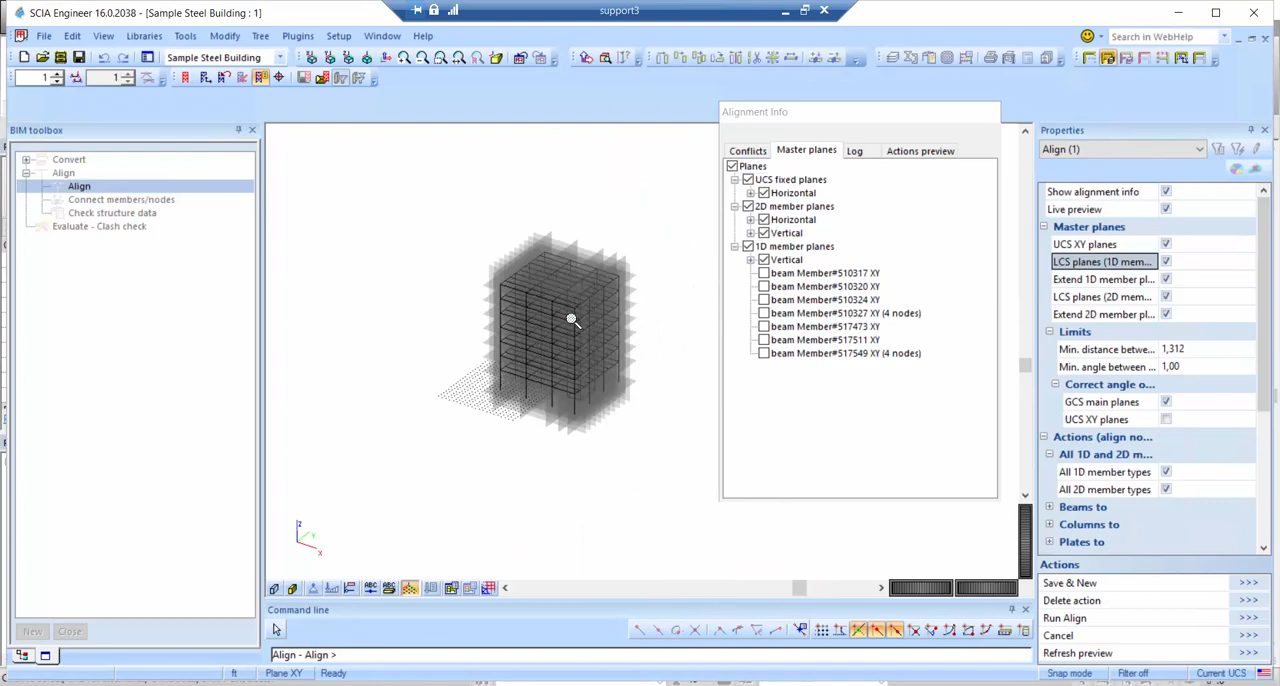 SCIA Engineer 16.0.2038 - [Sample Steel Building : 1]
support3
File Edit View Libraries Tools Modify Tree Plugins Setup Window Help
Search in WebHelp
Sample Steel Building
1 1
BIM toolbox
Convert
Align
Align
Connect members/nodes
Check structure data
Evaluate - Clash check
New Close
Alignment Info
Conflicts Master planes Log Actions preview
Planes
UCS fixed planes
Horizontal
2D member planes
Horizontal
Vertical
1D member planes
Vertical
beam Member#510317 XY
beam Member#510320 XY
beam Member#510324 XY
beam Member#510327 XY (4 nodes)
beam Member#517473 XY
beam Member#517511 XY
beam Member#517549 XY (4 nodes)
z
y
x
ABC ABC
Properties
Align (1)
Show alignment info
Live preview
Master planes
UCS XY planes
LCS planes (1D mem...
Extend 1D member pl...
LCS planes (2D mem...
Extend 2D member pl...
Limits
Min. distance betwe... 1,312
Min. angle between ... 1,00
Correct angle o...
GCS main planes
UCS XY planes
Actions (align no...
All 1D and 2D m...
All 1D member types
All 2D member types
Beams to
Columns to
Plates to
Actions
Save & New >>>
Delete action >>>
Run Align >>>
Cancel >>>
Refresh preview >>>
Command line
Align - Align >
ft Plane XY Ready Snap mode Filter off Current UCS